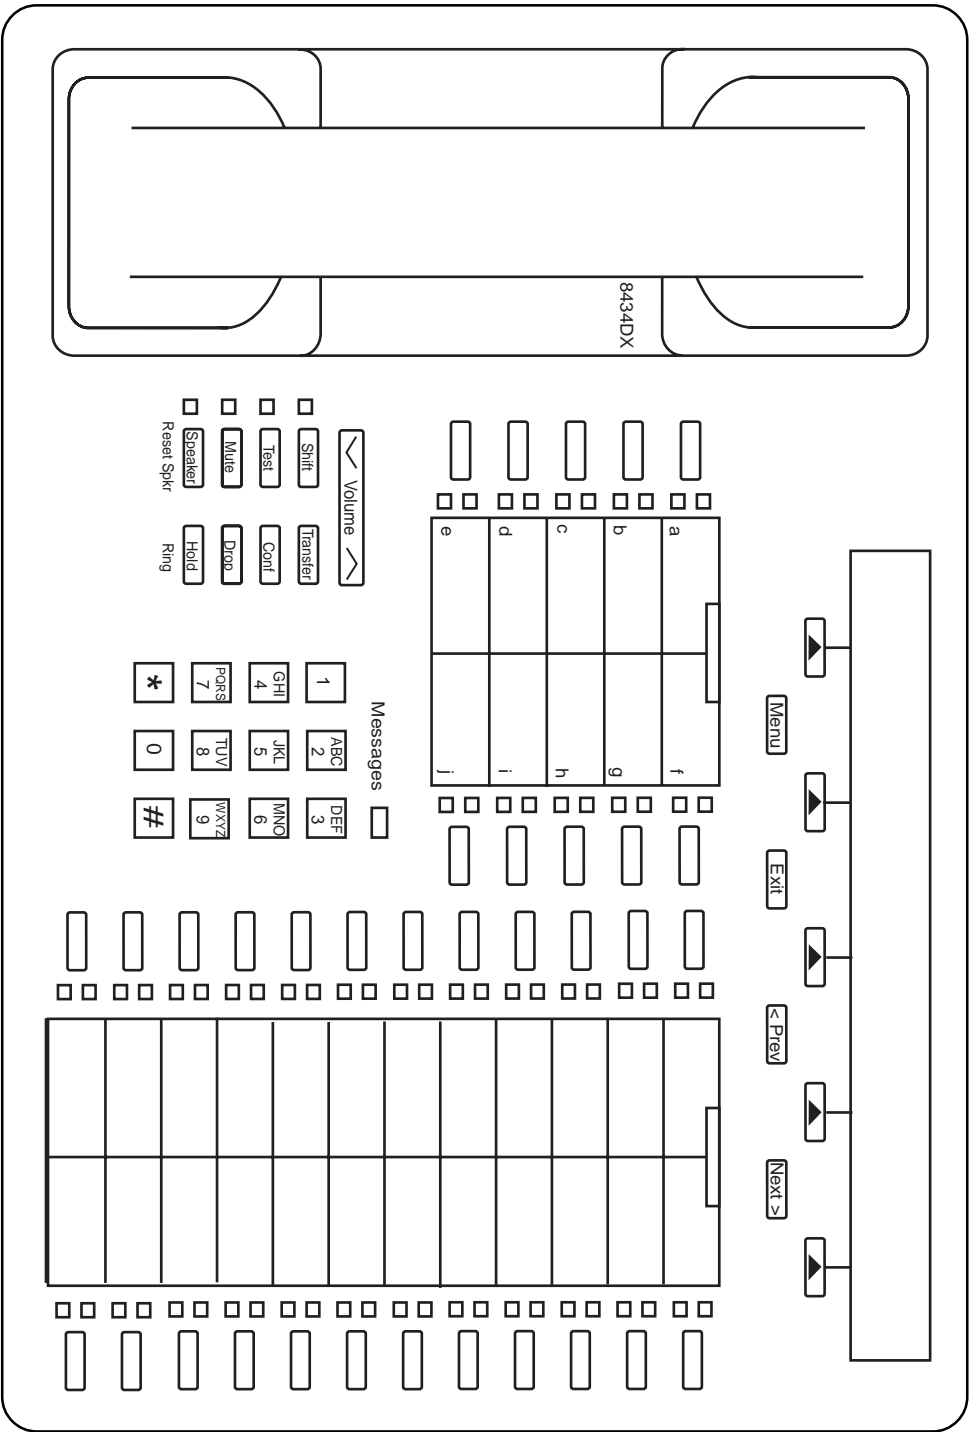 8434DX
Menu
Exit
< Prev
Next >
a
f
b
g
c
h
d
i
e
j
Volume
Messages
Shift
Transfer
1
ABC
2
DEF
3
Test
Conf
GHI
4
JKL
5
MNO
6
Mute
Drop
PQRS
7
TUV
8
WXYZ
9
Speaker
Hold
Reset Spkr
Ring
*
0
#